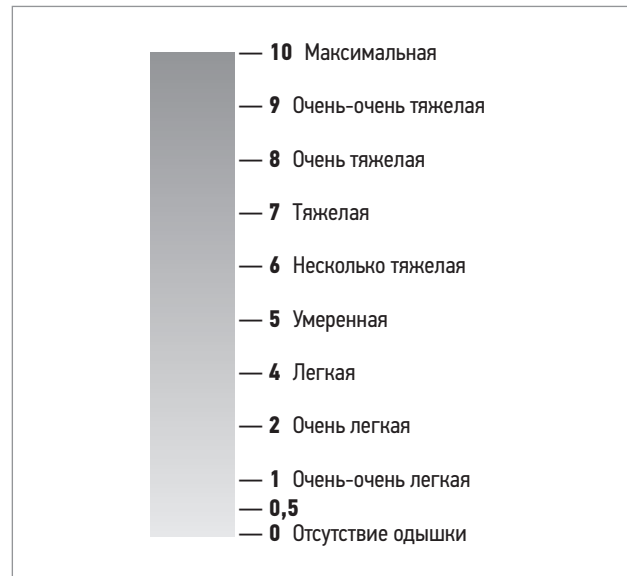 — 10 Максимальная
— 9 Очень-очень тяжелая
— 8 Очень тяжелая
— 7 Тяжелая
— 6 Несколько тяжелая
— 5 Умеренная
— 4 Легкая
— 2 Очень легкая
— 1 Очень-очень легкая
— 0,5
— 0 Отсутствие одышки